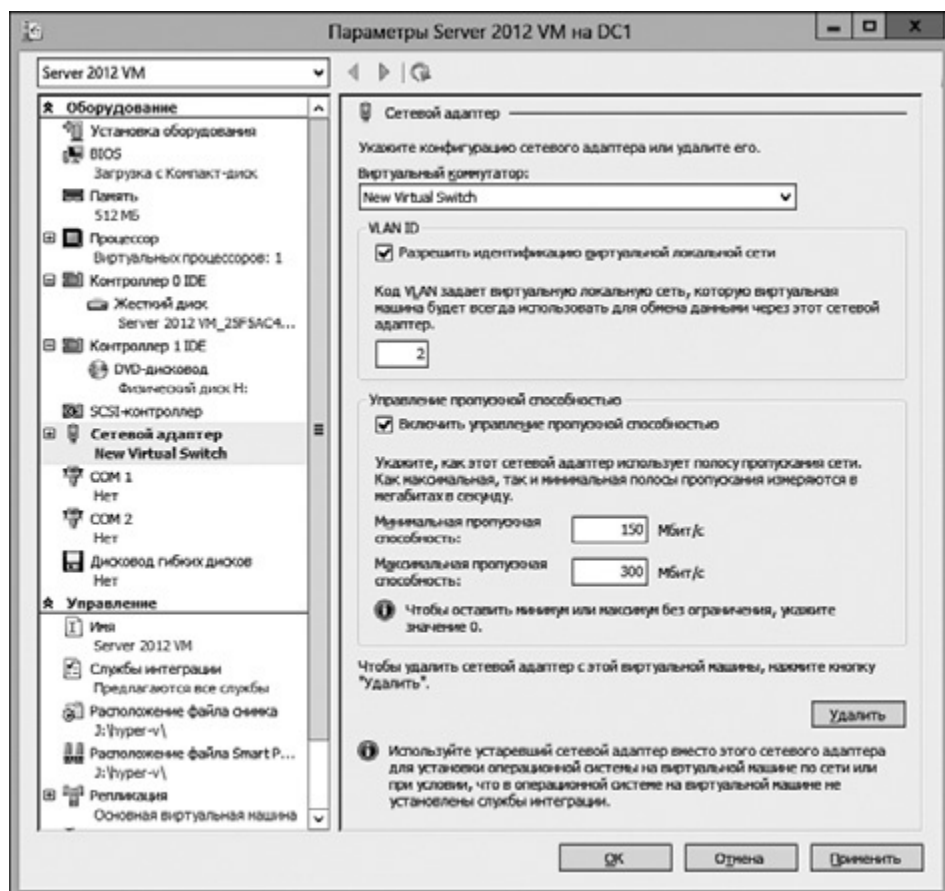 Параметры Server 2012 VM на DC1
Server 2012 VM
Оборудование
Установка оборудования
BIOS
Загрузка с Компакт-диск
Память
512 МБ
Процессор
Виртуальных процессоров: 1
Контроллер 0 IDE
Жесткий диск
Server 2012 VM_25F5AC4...
Контроллер 1 IDE
DVD-дисковод
Физический диск H:
SCSI-контроллер
Сетевой адаптер
New Virtual Switch
COM 1
Нет
COM 2
Нет
Дисковод гибких дисков
Нет
Управление
Имя
Server 2012 VM
Службы интеграции
Предлагаются все службы
Расположение файла снимка
J:\hyper-v\
Расположение файла Smart P...
J:\hyper-v\
Репликация
Основная виртуальная машина
Сетевой адаптер
Укажите конфигурацию сетевого адаптера или удалите его.
Виртуальный коммутатор:
New Virtual Switch
VLAN ID
Разрешить идентификацию виртуальной локальной сети
Код VLAN задает виртуальную локальную сеть, которую виртуальная
машина будет всегда использовать для обмена данными через этот сетевой
адаптер.
2
Управление пропускной способностью
Включить управление пропускной способностью
Укажите, как этот сетевой адаптер использует полосу пропускания сети.
Как максимальная, так и минимальная полосы пропускания измеряются в
мегабитах в секунду.
Минимальная пропускная
способность:
150 Мбит/с
Максимальная пропускная
способность:
300 Мбит/с
Чтобы оставить минимум или максимум без ограничения, укажите
значение 0.
Чтобы удалить сетевой адаптер с этой виртуальной машины, нажмите кнопку
"Удалить".
Удалить
Используйте устаревший сетевой адаптер вместо этого сетевого адаптера
для установки операционной системы на виртуальной машине по сети или
при условии, что в операционной системе на виртуальной машине не
установлены службы интеграции.
OK
Отмена
Применить